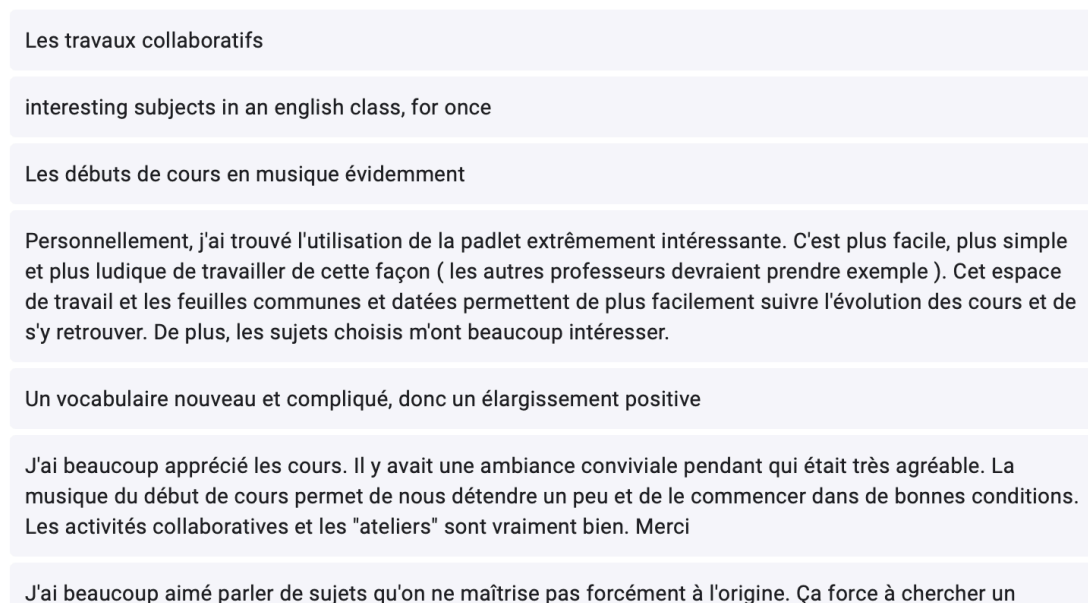 Les travaux collaboratifs
interesting subjects in an english class, for once
Les débuts de cours en musique évidemment
Personnellement, j'ai trouvé l'utilisation de la padlet extrêmement intéressante. C'est plus facile, plus simple
et plus ludique de travailler de cette façon ( les autres professeurs devraient prendre exemple ). Cet espace
de travail et les feuilles communes et datées permettent de plus facilement suivre l'évolution des cours et de
s'y retrouver. De plus, les sujets choisis m'ont beaucoup intéresser.
Un vocabulaire nouveau et compliqué, donc un élargissement positive
J'ai beaucoup apprécié les cours. Il y avait une ambiance conviviale pendant qui était très agréable. La
musique du début de cours permet de nous détendre un peu et de le commencer dans de bonnes conditions.
Les activités collaboratives et les "ateliers" sont vraiment bien. Merci
J'ai beaucoup aimé parler de sujets qu'on ne maîtrise pas forcément à l'origine. Ça force à chercher un